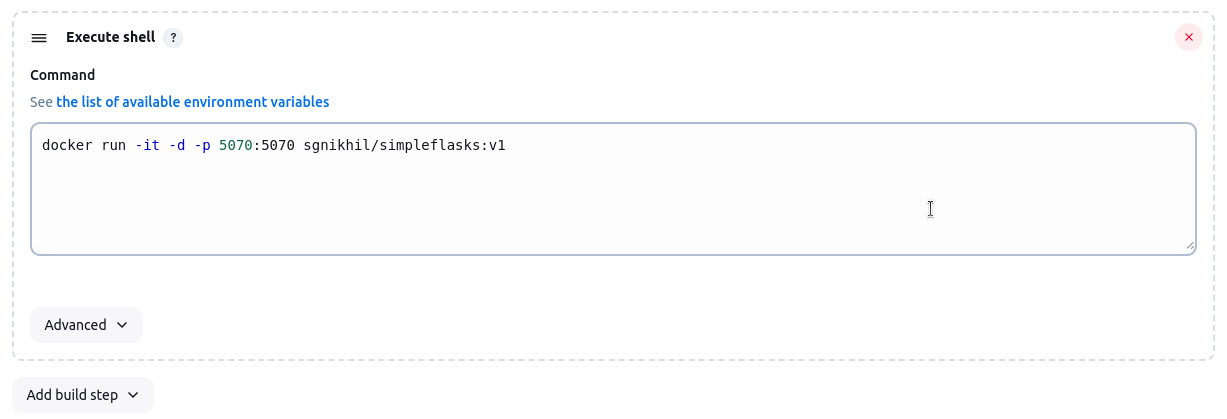 Execute shell ?
Command
See the list of available environment variables
docker run -it -d -p 5070:5070 sgnikhil/simpleflasks:v1
Advanced
Add build step